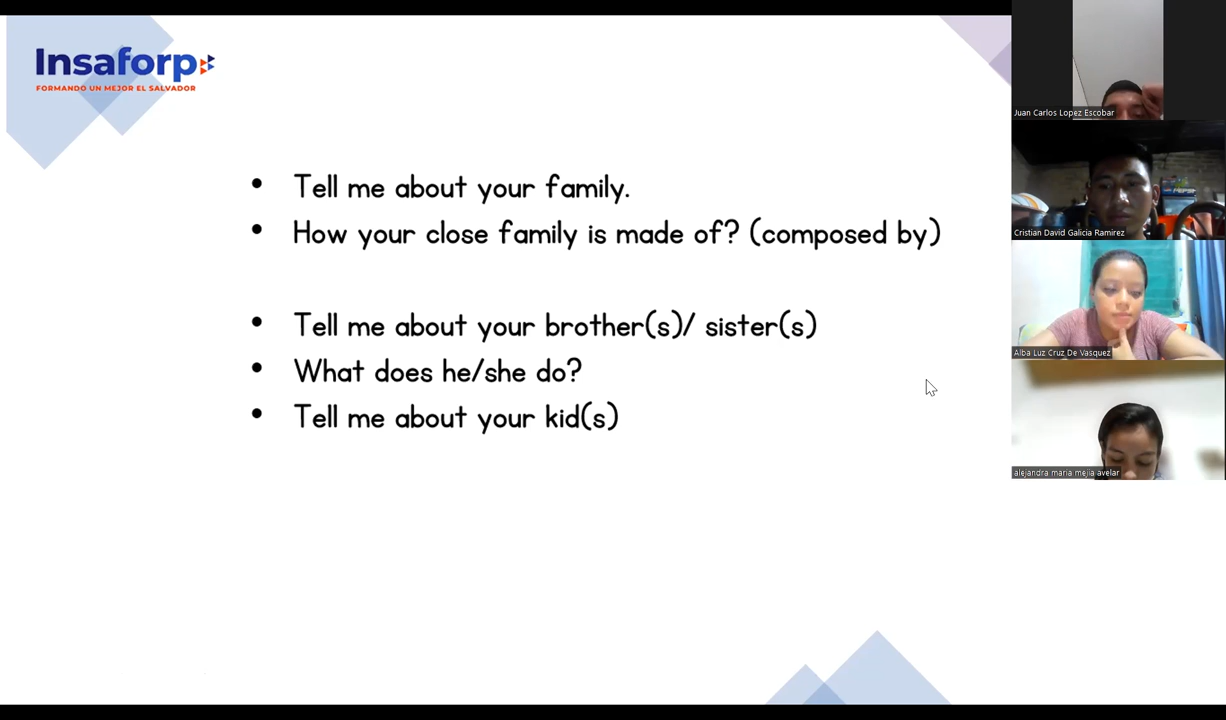 Insaforp
FORMANDO UN MEJOR EL SALVADOR
• Tell me about your family.
• How your close family is made of? (composed by)
• Tell me about your brother(s)/ sister(s)
• What does he/she do?
• Tell me about your kid(s)
Juan Carlos Lopez Escobar
PEPSI
Cristian David Galicia Ramirez
Alba Luz Cruz De Vasquez
alejandra maria mejia avelar